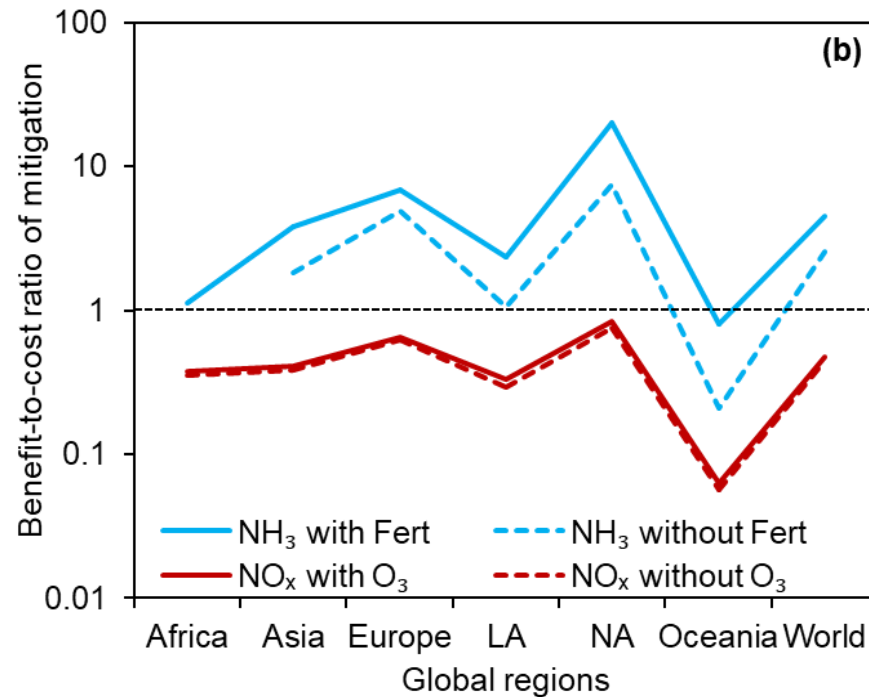 (b)
Benefit-to-cost ratio of mitigation
100
10
1
0.1
0.01
NH₃ with Fert
NH₃ without Fert
NOₓ with O₃
NOₓ without O₃
Africa Asia Europe LA NA Oceania World
Global regions